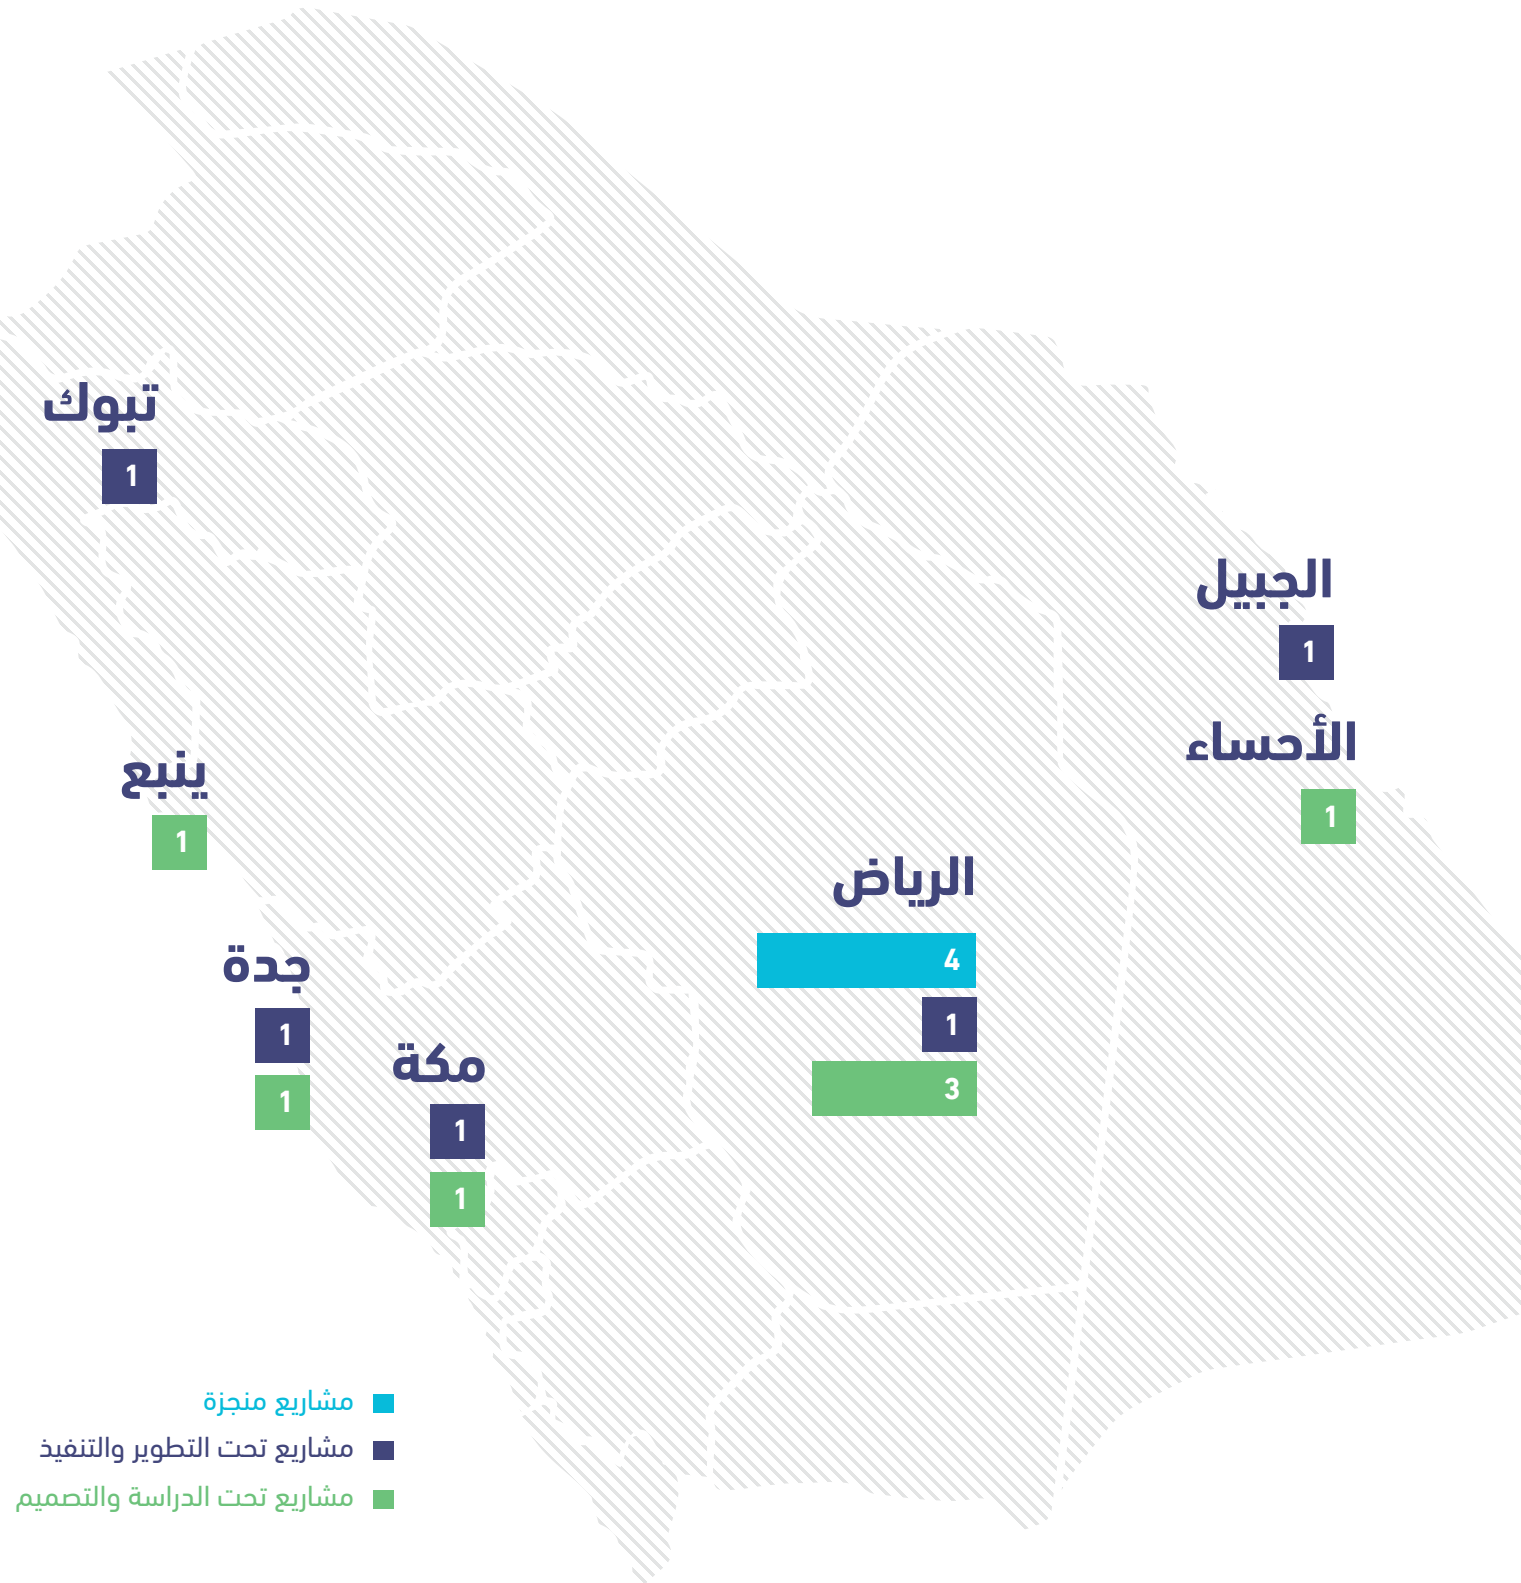 تبوك
1
الجبيل
1
الأحساء
1
ينبع
1
الرياض
4
1
3
جدة
1
1
مكة
1
1
مشاريع منجزة
مشاريع تحت التطوير والتنفيذ
مشاريع تحت الدراسة والتصميم